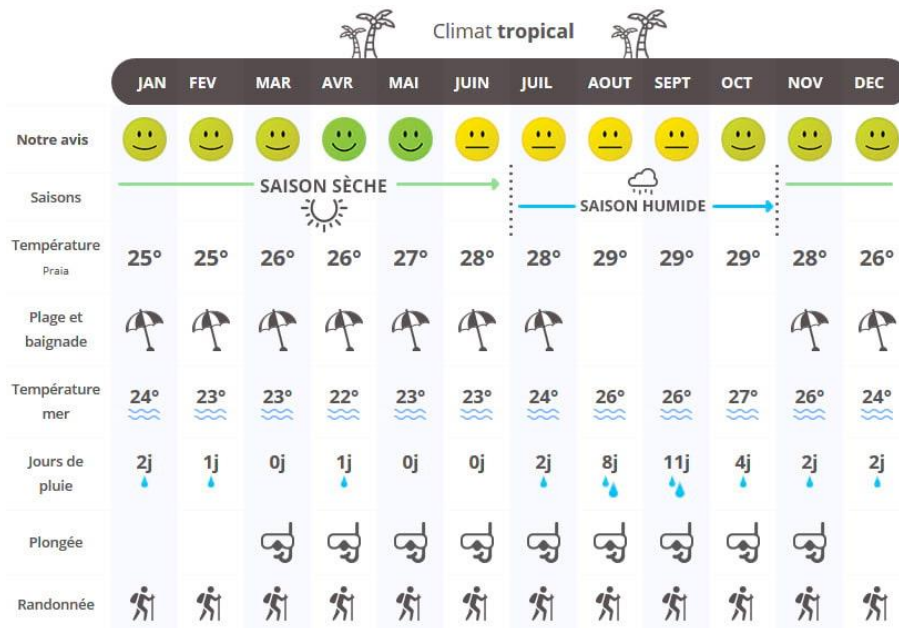 Climat tropical
JAN FEV MAR AVR MAI JUIN JUIL AOUT SEPT OCT NOV DEC
Notre avis
Saisons
SAISON SÈCHE
SAISON HUMIDE
Température
Praia
25° 25° 26° 26° 27° 28° 28° 29° 29° 29° 28° 26°
Plage et
baignade
Température
mer
24° 23° 23° 22° 23° 23° 24° 26° 26° 27° 26° 24°
Jours de
pluie
2j 1j 0j 1j 0j 0j 2j 8j 11j 4j 2j 2j
Plongée
Randonnée